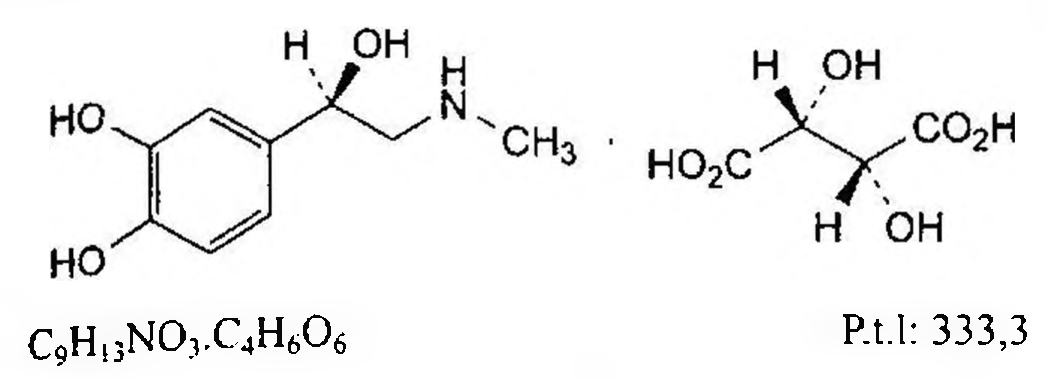 H OH
H
N
HO
CH₃
HO
H OH
CO₂H
HO₂C
H OH
C₉H₁₃NO₃.C₄H₆O₆ P.t.l: 333,3